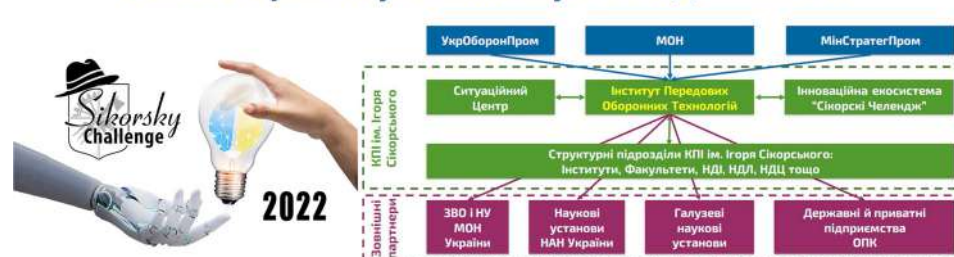 Sikorsky
Challenge
2022
УкрОборонПром
МОН
МінСтратегПром
КПІ ім. Ігоря
Сікорського
Ситуаційний
Центр
Інститут Передових
Оборонних Технологій
Інноваційна екосистема
"Сікорскі Челендж"
Структурні підрозділи КПІ ім. Ігоря Сікорського:
Інститути, Факультети, НДІ, НДЛ, НДЦ тощо
Зовнішні
партнери
ЗВО і НУ
МОН
України
Наукові
установи
НАН України
Галузеві
наукові
установи
Державні й приватні
підприємства
ОПК